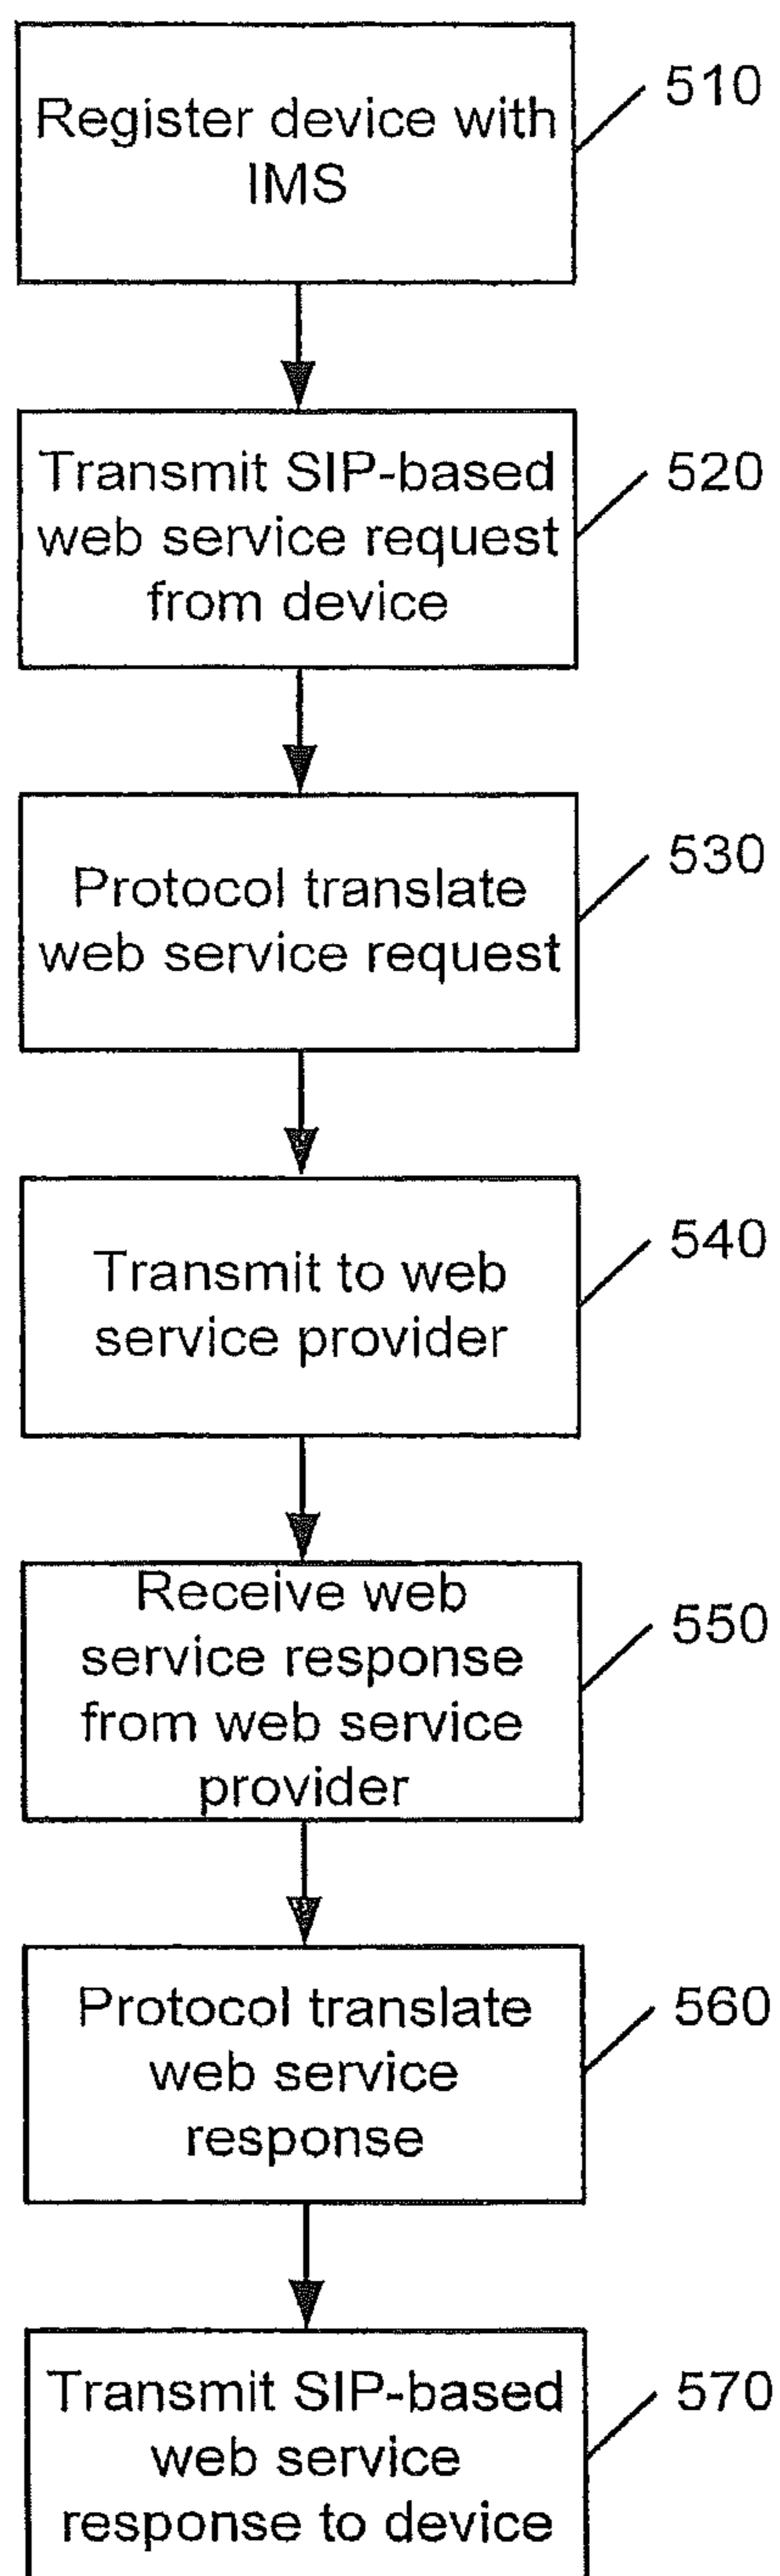 Register device with
IMS
510
Transmit SIP-based
web service request
from device
520
Protocol translate
web service request
530
Transmit to web
service provider
540
Receive web
service response
from web service
provider
550
Protocol translate
web service
response
560
Transmit SIP-based
web service
response to device
570